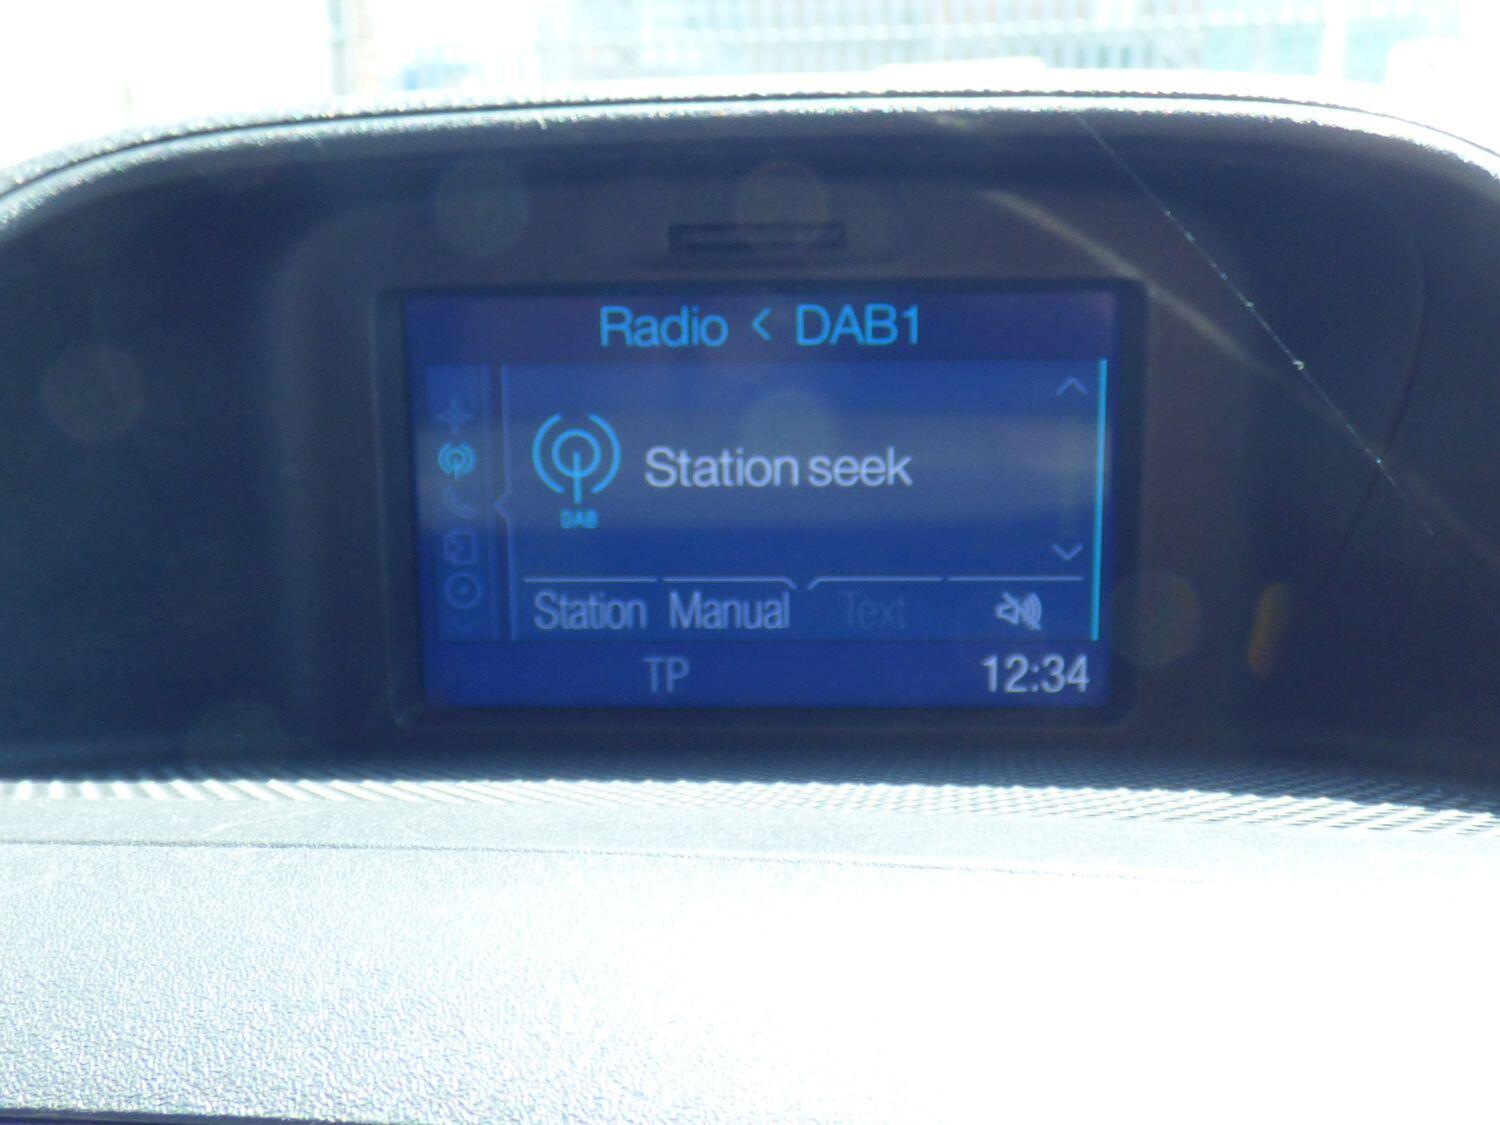 Radio < DAB1
Station seek
DAB
Station Manual Text
TP 12:34